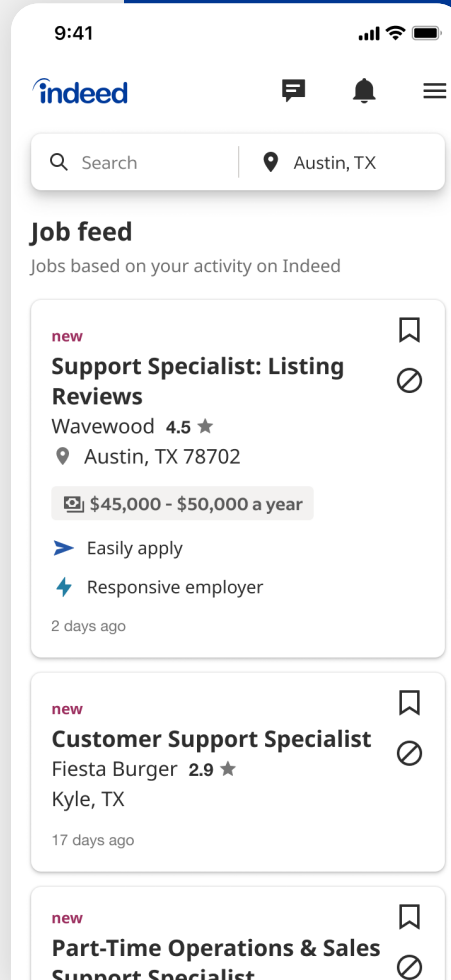 9:41
indeed
Search
Austin, TX
Job feed
Jobs based on your activity on Indeed
new
Support Specialist: Listing
Reviews
Wavewood 4.5
Austin, TX 78702
$45,000 - $50,000 a year
Easily apply
Responsive employer
2 days ago
new
Customer Support Specialist
Fiesta Burger 2.9
Kyle, TX
17 days ago
new
Part-Time Operations & Sales
Support Specialist